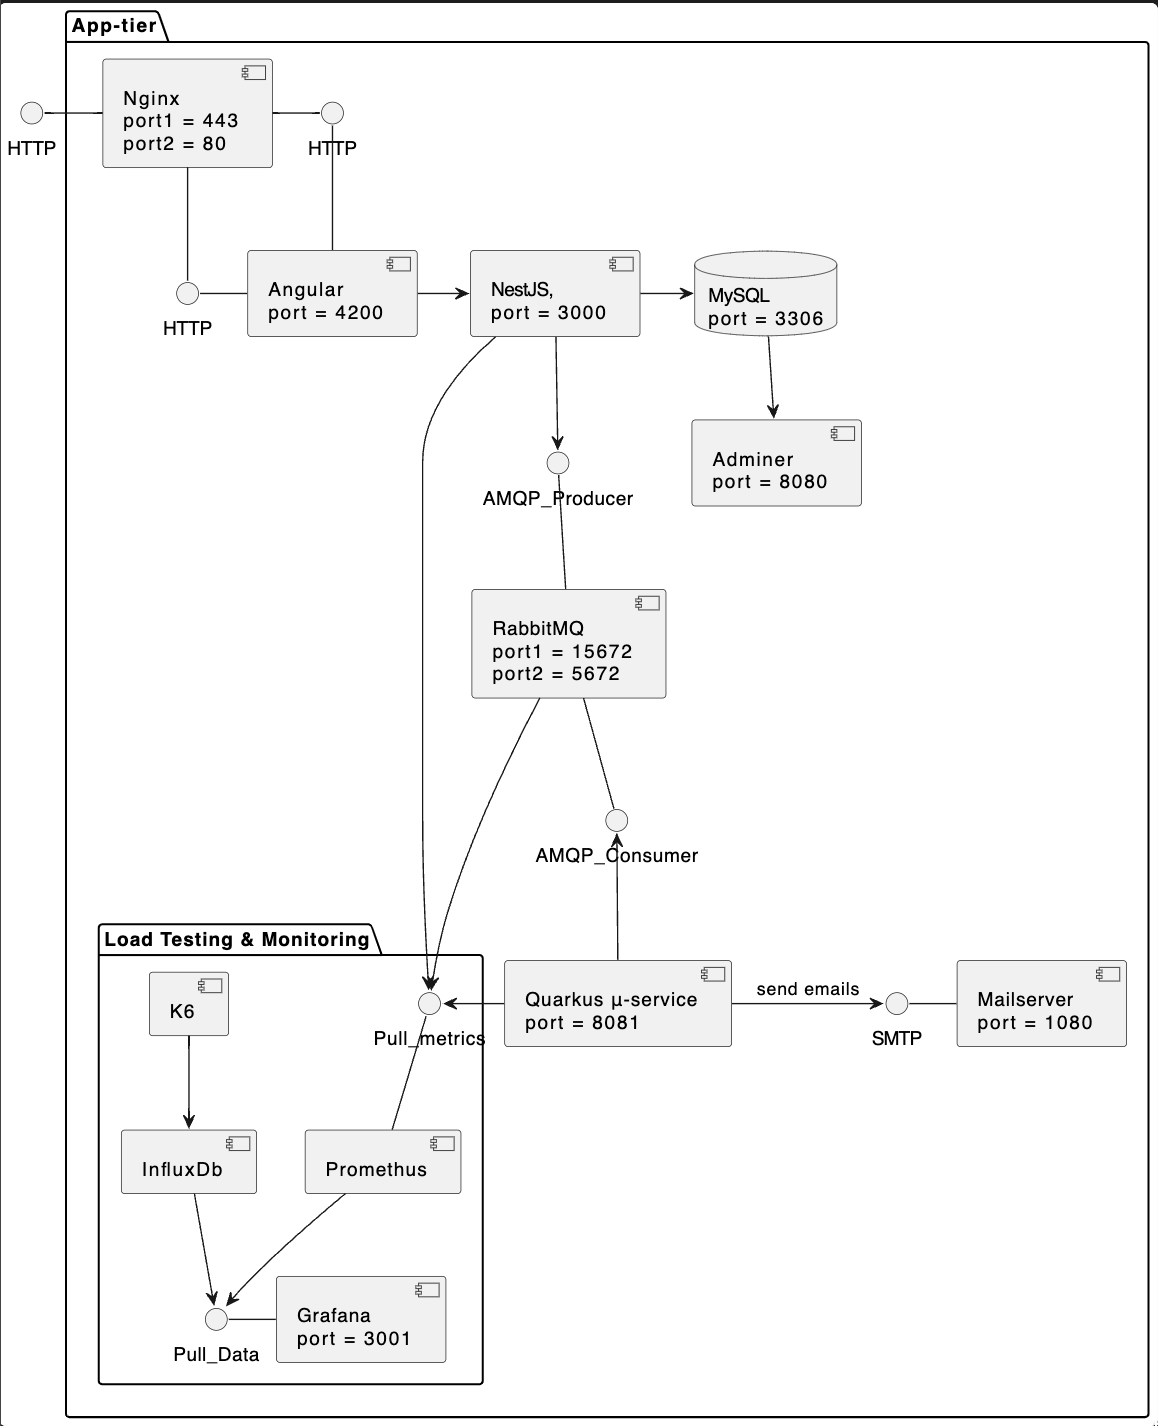 App-tier
Nginx
port1 = 443
port2 = 80
HTTP
HTTP
HTTP
Angular
port = 4200
NestJS,
port = 3000
MySQL
port = 3306
Adminer
port = 8080
AMQP_Producer
RabbitMQ
port1 = 15672
port2 = 5672
AMQP_Consumer
Load Testing & Monitoring
K6
Pull_metrics
Quarkus µ-service
port = 8081
send emails
SMTP
Mailserver
port = 1080
InfluxDb
Promethus
Grafana
port = 3001
Pull_Data